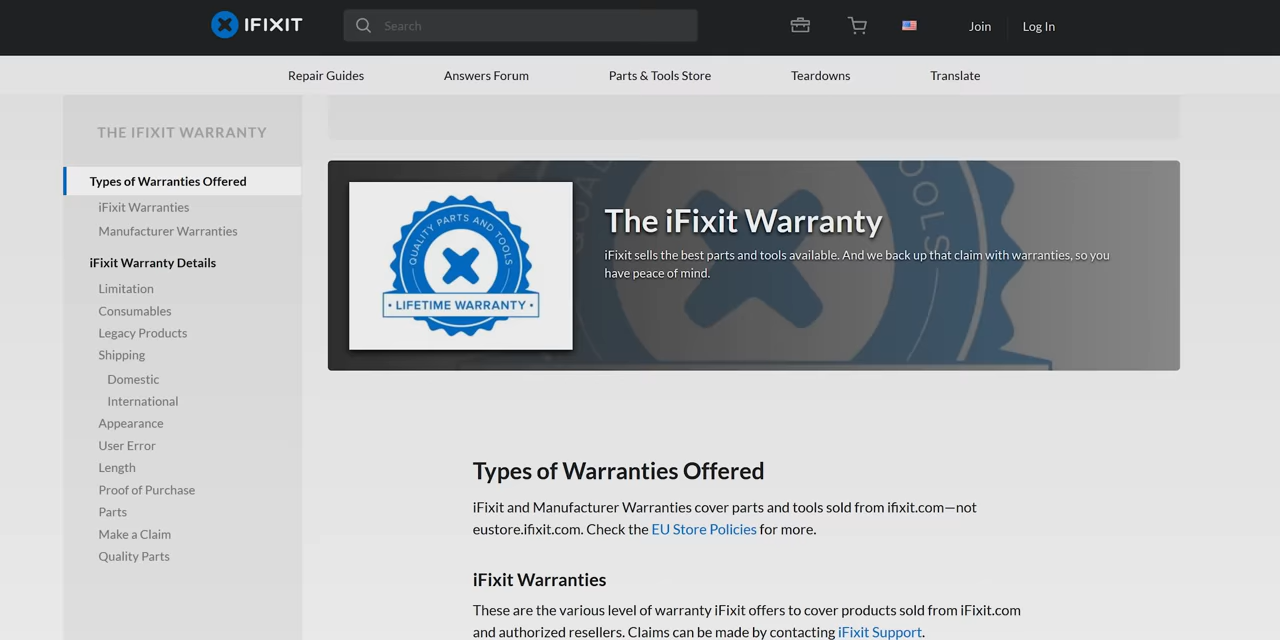 IFIXIT
Search
Join
Log In
Repair Guides
Answers Forum
Parts & Tools Store
Teardowns
Translate
THE IFIXIT WARRANTY
Types of Warranties Offered
iFixit Warranties
Manufacturer Warranties
iFixit Warranty Details
Limitation
Consumables
Legacy Products
Shipping
Domestic
International
Appearance
User Error
Length
Proof of Purchase
Parts
Make a Claim
Quality Parts
QUALITY PARTS AND TOOLS
• LIFETIME WARRANTY •
QUAL
TOOLS
The iFixit Warranty
iFixit sells the best parts and tools available. And we back up that claim with warranties, so you
have peace of mind.
Types of Warranties Offered
iFixit and Manufacturer Warranties cover parts and tools sold from ifixit.com—not
eustore.ifixit.com. Check the EU Store Policies for more.
iFixit Warranties
These are the various level of warranty iFixit offers to cover products sold from iFixit.com
and authorized resellers. Claims can be made by contacting iFixit Support.